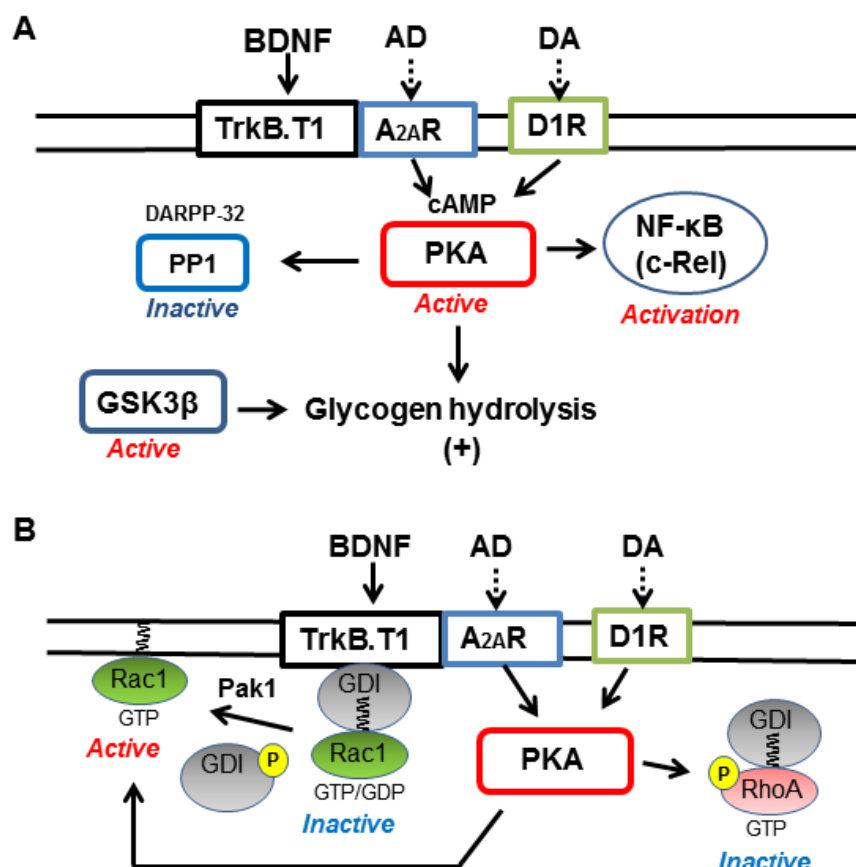 A
BDNF AD DA
TrkB.T1 A2AR D1R
cAMP
DARPP-32
PP1 PKA NF-κB
(c-Rel)
Inactive Active Activation
GSK3β Glycogen hydrolysis
Active (+)
B
BDNF AD DA
TrkB.T1 A2AR D1R
Rac1 Pak1 GDI
GTP
Active GDI P Rac1 PKA GDI
GTP/GDP P RhoA
Inactive GTP
Inactive